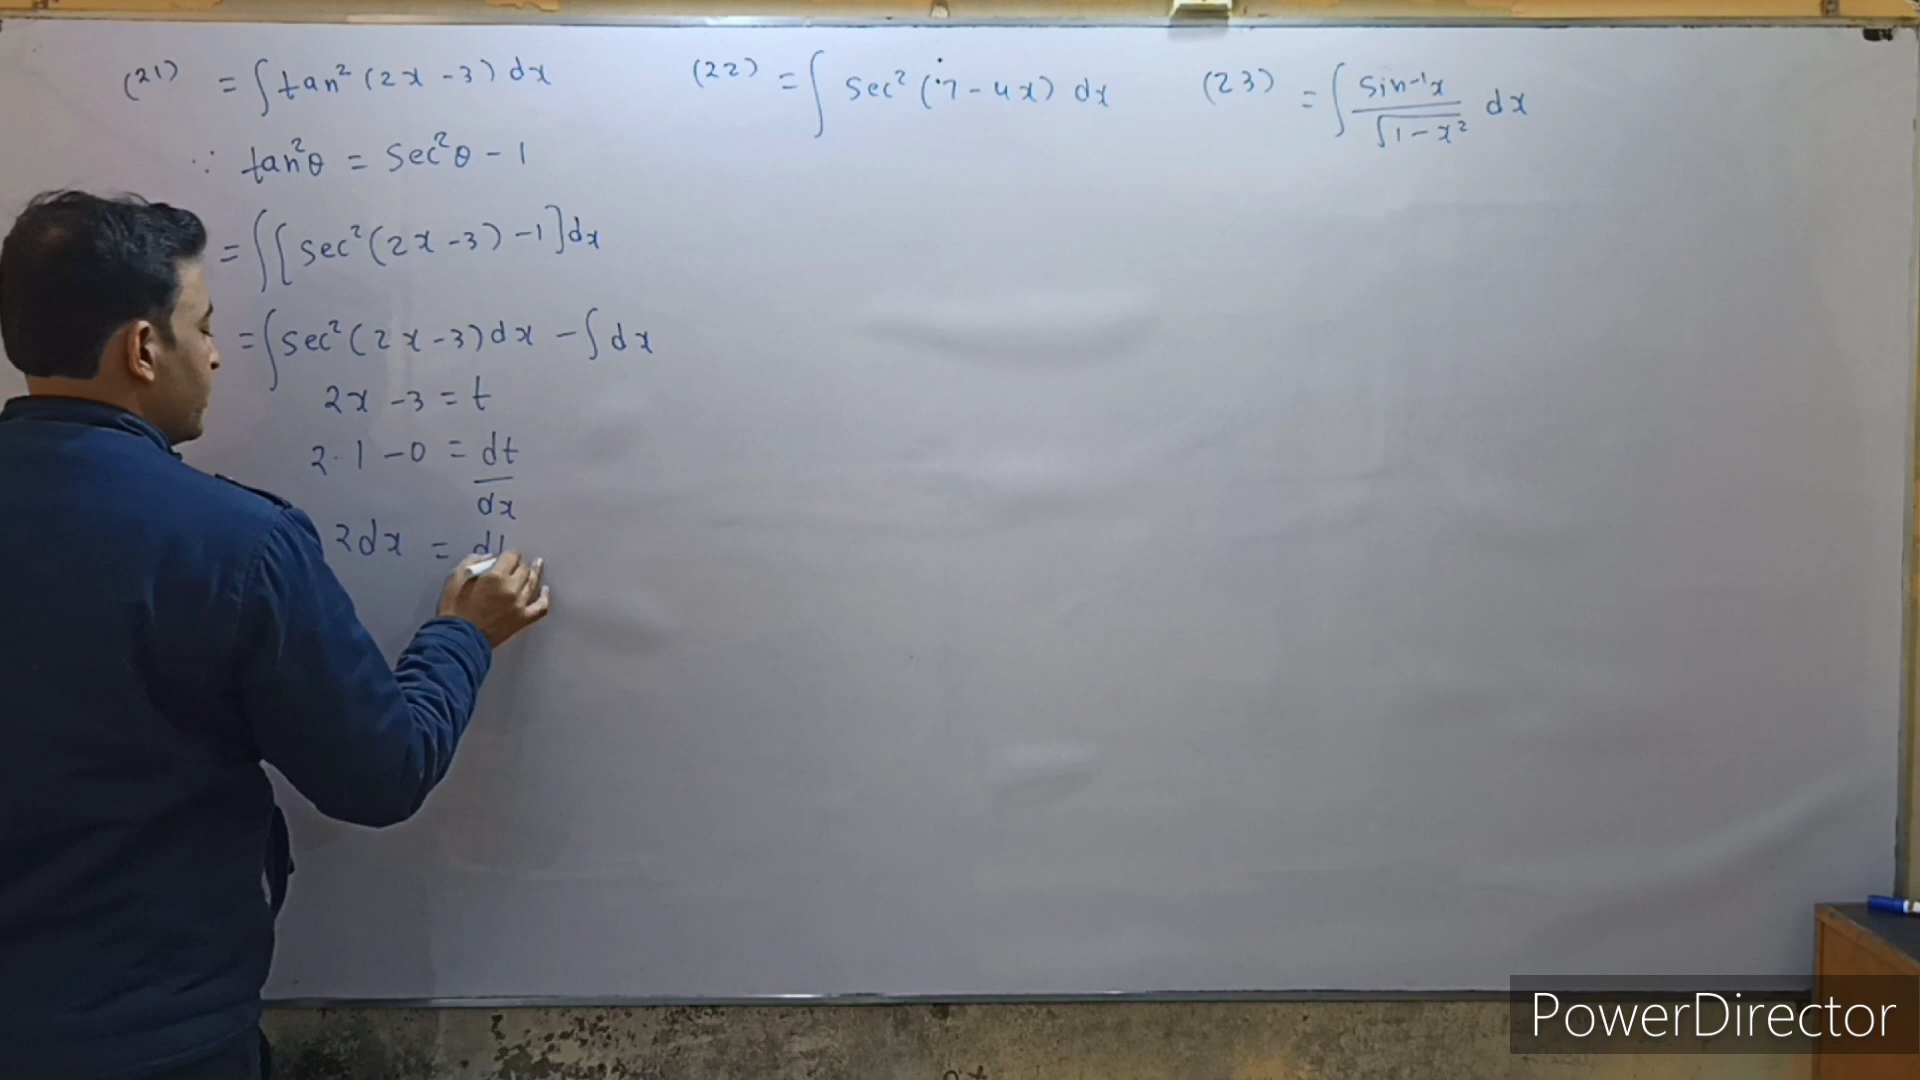 (21) = ∫ tan² (2x - 3) dx
∵ tan²θ = sec²θ - 1
= ∫ [ sec² (2x - 3) - 1 ] dx
= ∫ sec² (2x - 3) dx - ∫ dx
2x - 3 = t
2 · 1 - 0 = dt/dx
2dx = dt
(22) = ∫ sec² (7 - 4x) dx
(23) = ∫ sin⁻¹x / √1 - x² dx
PowerDirector